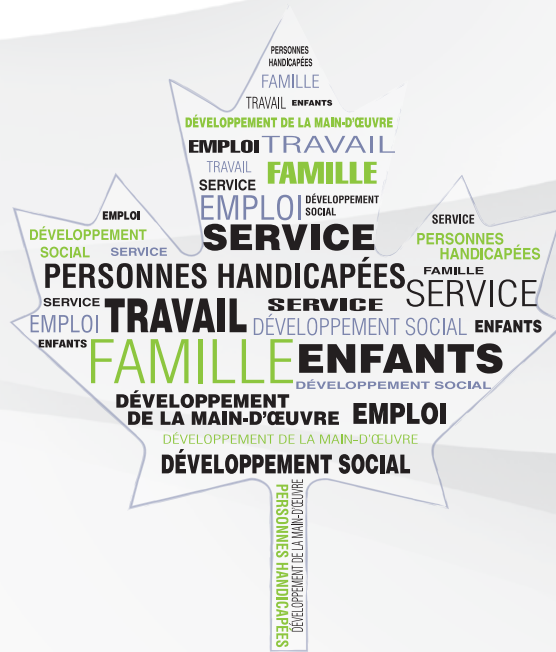 PERSONNES
HANDICAPÉES
FAMILLE
TRAVAIL ENFANTS
DÉVELOPPEMENT DE LA MAIN-D'ŒUVRE
EMPLOI TRAVAIL
TRAVAIL FAMILLE
SERVICE
EMPLOI DÉVELOPPEMENT
SOCIAL
EMPLOI SERVICE SERVICE
DÉVELOPPEMENT
SOCIAL SERVICE
PERSONNES
HANDICAPÉES
PERSONNES HANDICAPÉES FAMILLE
SERVICE TRAVAIL SERVICE SERVICE
EMPLOI DÉVELOPPEMENT SOCIAL ENFANTS
ENFANTS FAMILLE ENFANTS
DÉVELOPPEMENT SOCIAL
DÉVELOPPEMENT
DE LA MAIN-D'ŒUVRE EMPLOI
DÉVELOPPEMENT DE LA MAIN-D'ŒUVRE
DÉVELOPPEMENT SOCIAL
PERSONNES HANDICAPÉES
DÉVELOPPEMENT DE LA MAIN-D'ŒUVRE